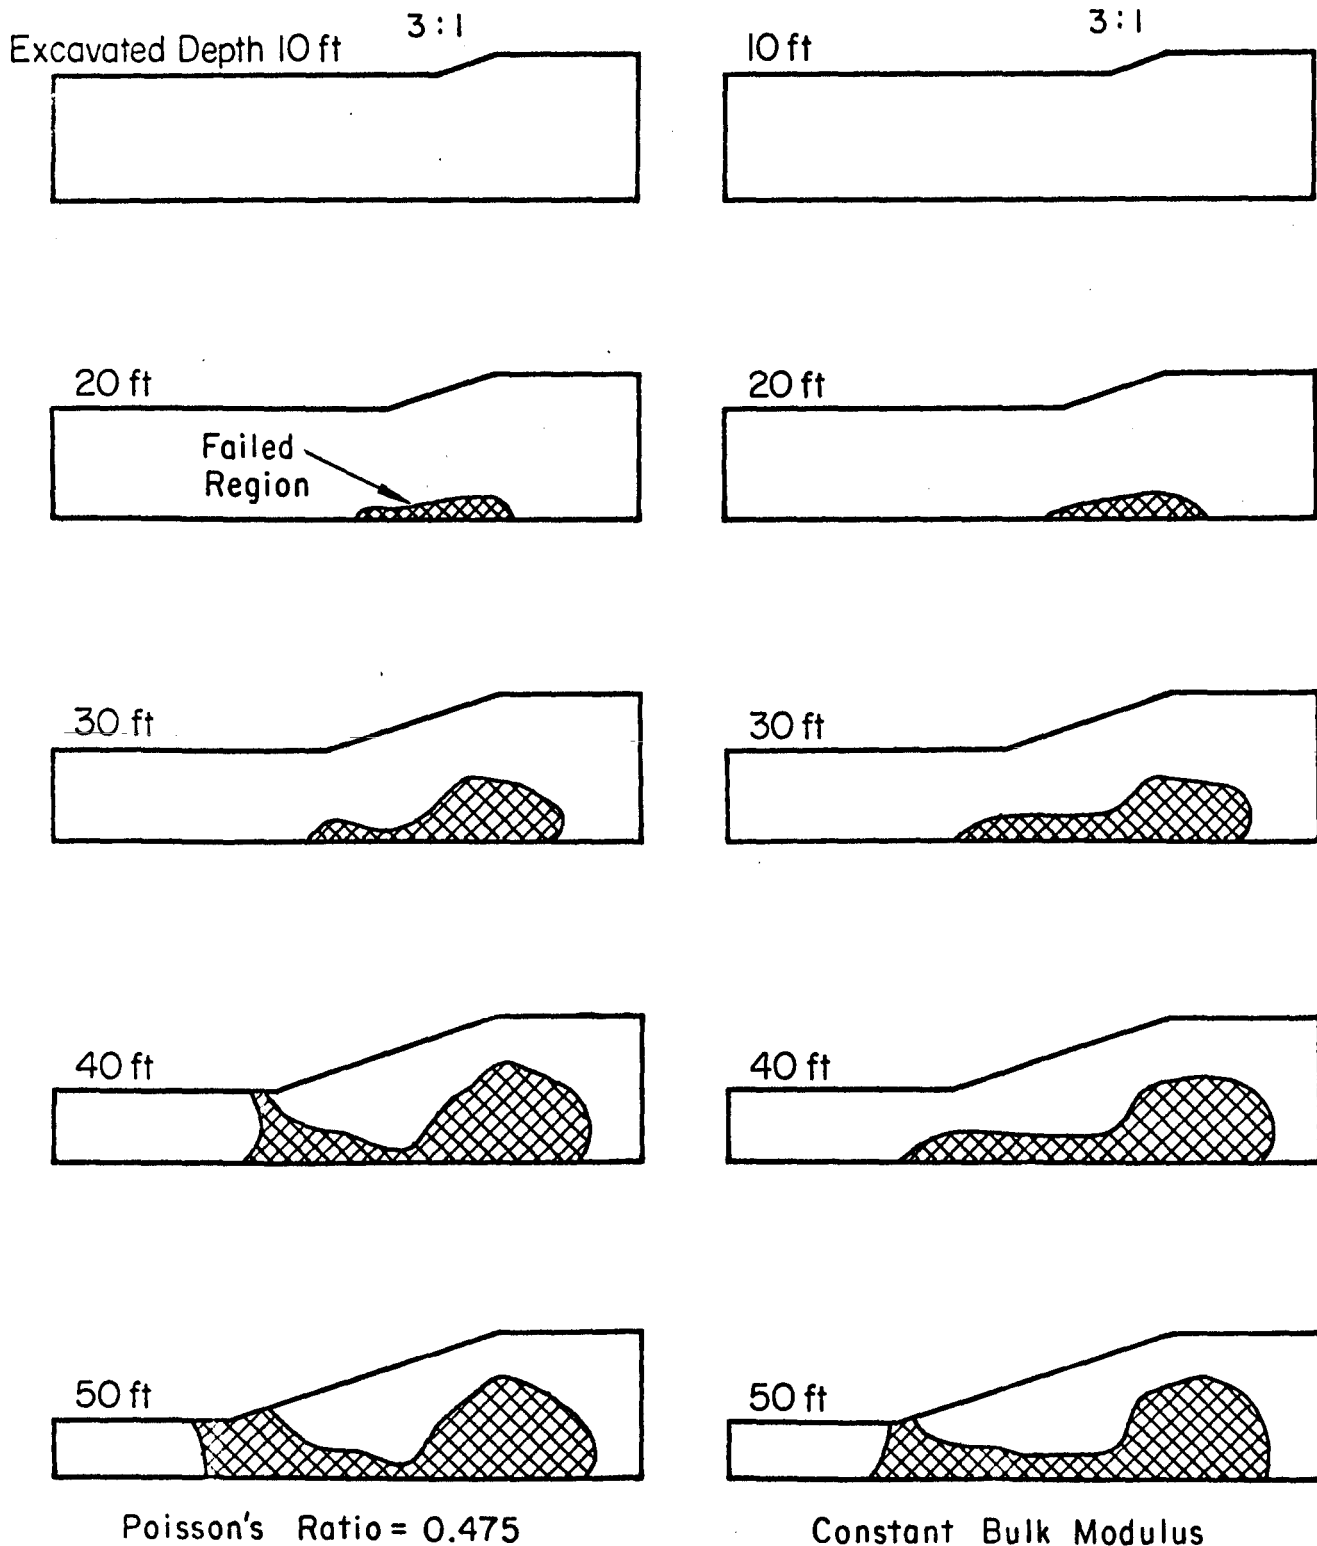 3:1
Excavated Depth 10 ft
3:1
10 ft
20 ft
Failed
Region
20 ft
30 ft
30 ft
40 ft
40 ft
50 ft
50 ft
Poisson's Ratio = 0.475
Constant Bulk Modulus